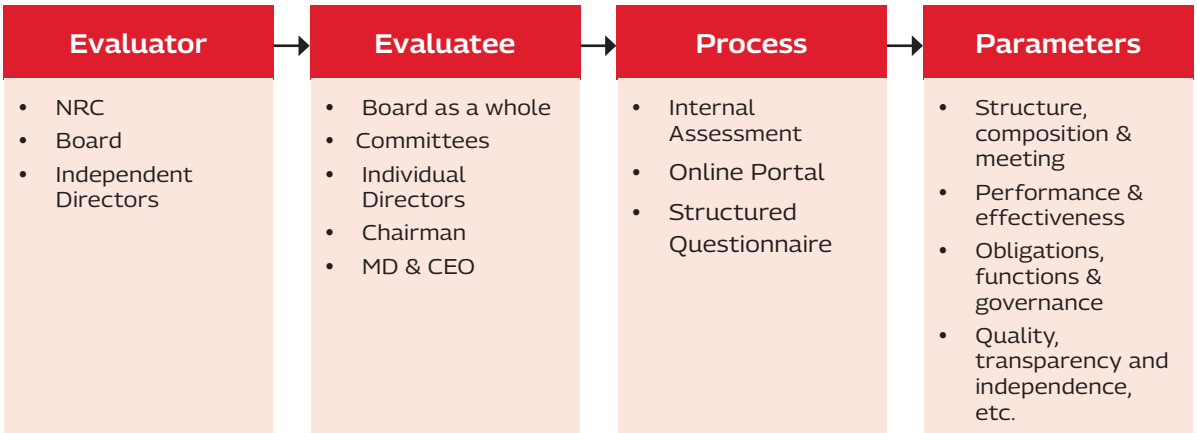 Evaluator
• NRC
• Board
• Independent
Directors
Evaluatee
• Board as a whole
• Committees
• Individual
Directors
• Chairman
• MD & CEO
Process
• Internal
Assessment
• Online Portal
• Structured
Questionnaire
Parameters
• Structure,
composition &
meeting
• Performance &
effectiveness
• Obligations,
functions &
governance
• Quality,
transparency and
independence,
etc.